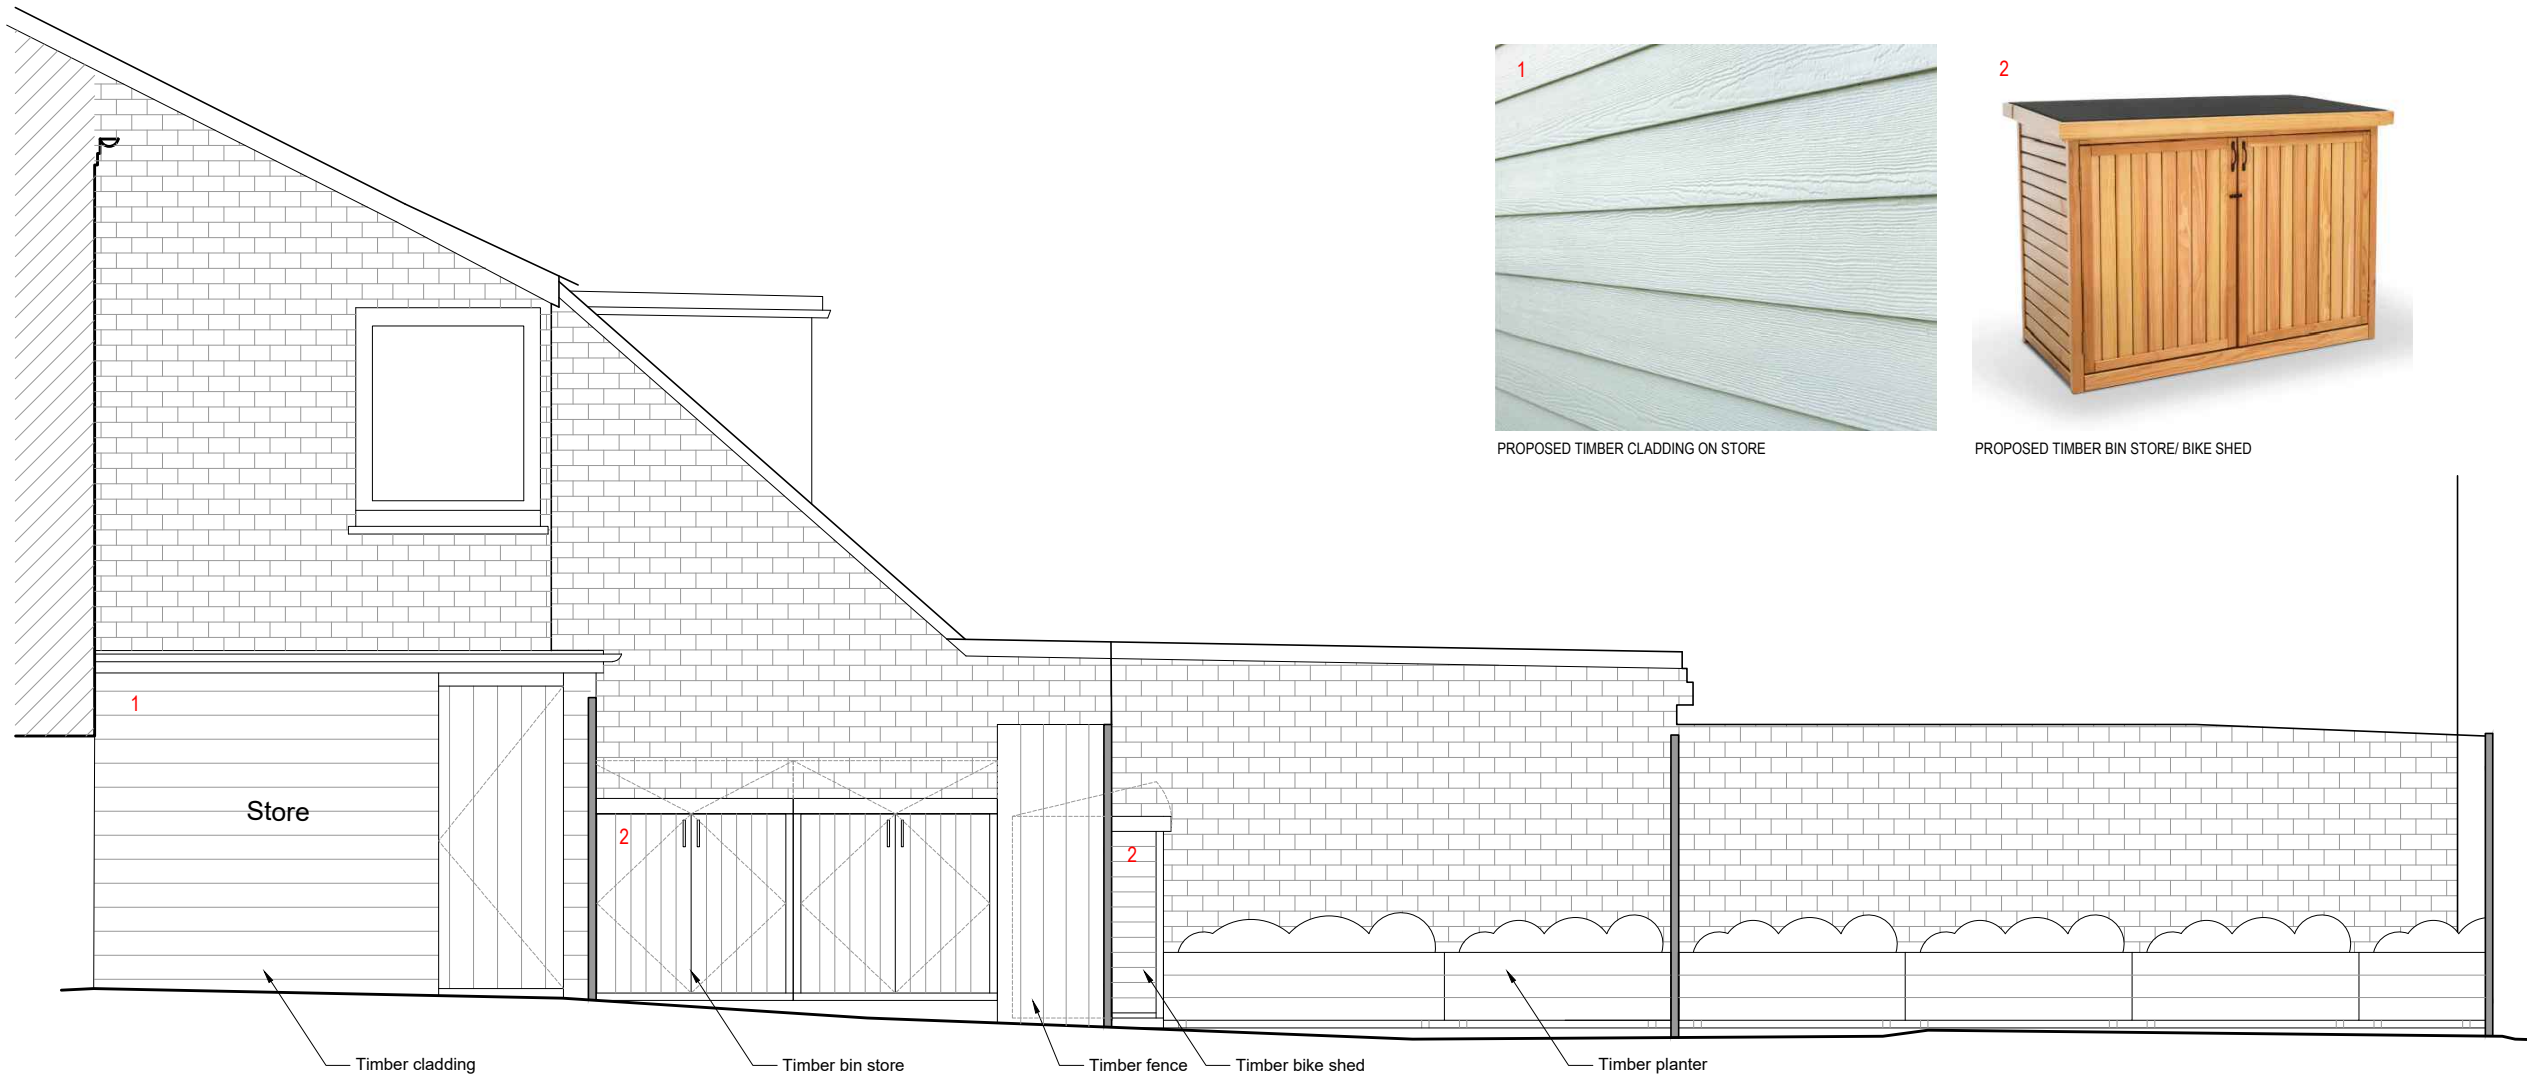 1
2
PROPOSED TIMBER CLADDING ON STORE
PROPOSED TIMBER BIN STORE/ BIKE SHED
1
Store
2
2
Timber cladding
Timber bin store
Timber fence
Timber bike shed
Timber planter